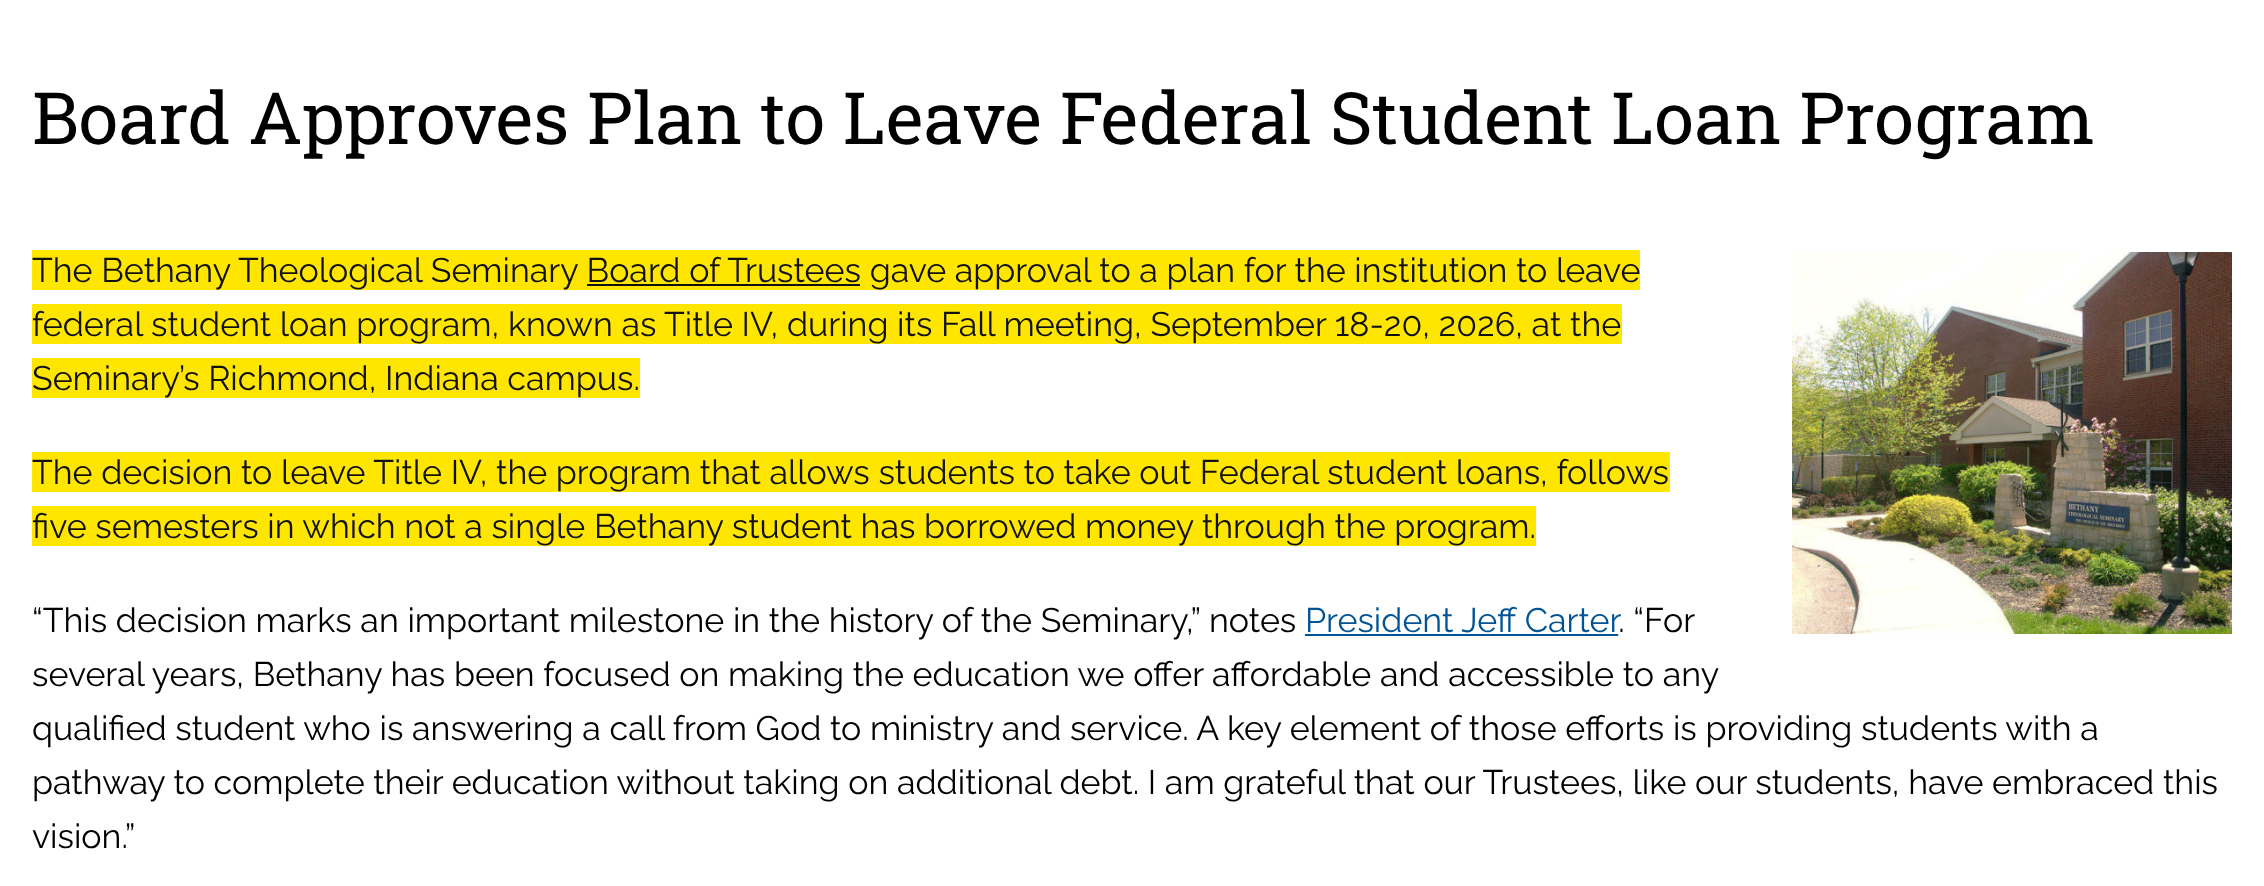 Board Approves Plan to Leave Federal Student Loan Program
The Bethany Theological Seminary Board of Trustees gave approval to a plan for the institution to leave
federal student loan program, known as Title IV, during its Fall meeting, September 18-20, 2026, at the
Seminary’s Richmond, Indiana campus.
The decision to leave Title IV, the program that allows students to take out Federal student loans, follows
five semesters in which not a single Bethany student has borrowed money through the program.
“This decision marks an important milestone in the history of the Seminary,” notes President Jeff Carter. “For
several years, Bethany has been focused on making the education we offer affordable and accessible to any
qualified student who is answering a call from God to ministry and service. A key element of those efforts is providing students with a
pathway to complete their education without taking on additional debt. I am grateful that our Trustees, like our students, have embraced this
vision.”
BETHANY
THEOLOGICAL SEMINARY